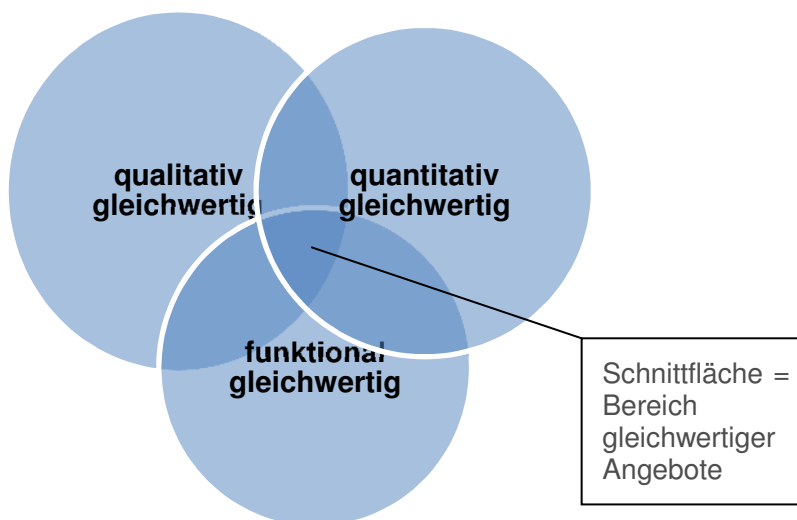 qualitativ
gleichwertig
quantitativ
gleichwertig
funktional
gleichwertig
Schnittfläche =
Bereich
gleichwertiger
Angebote